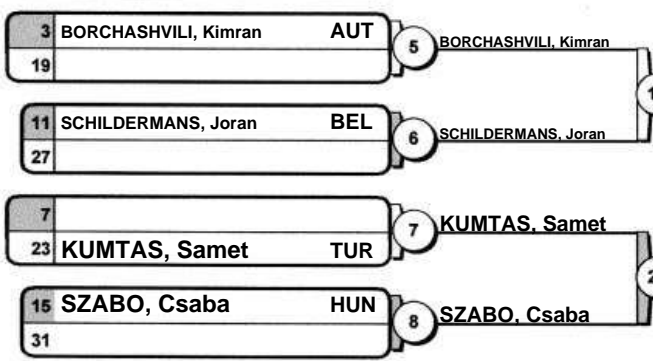 3 BORCHASHVILI, Kimran AUT
5 BORCHASHVILI, Kimran
19
1
11 SCHILDERMANS, Joran BEL
6 SCHILDERMANS, Joran
27
7
7 KUMTAS, Samet
23 KUMTAS, Samet TUR
2
15 SZABO, Csaba HUN
8 SZABO, Csaba
31